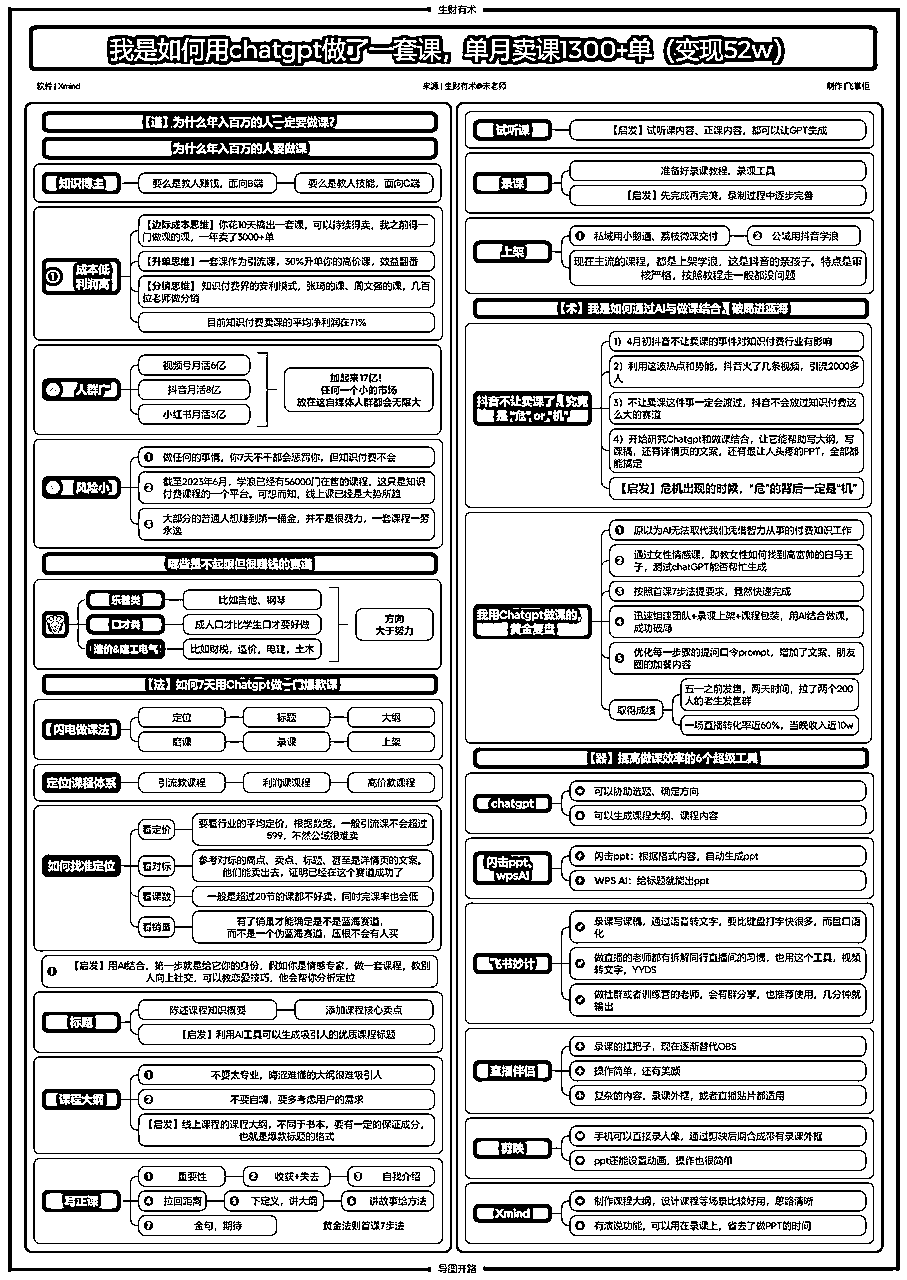 生财有术
我是如何用chatgpt做了一套课，单月卖课1300+单（变现52w）
软件 | Xmind
来源 | 生财有术@宋老师
制作 | 飞掌柜
【道】为什么年入百万的人一定要做课？
为什么年入百万的人要做课
知识博主
要么是教人赚钱，面向B端
要么是教人技能，面向C端
① 成本低
利润高
【边际成本思维】你花10天搞出一套课，可以持续得卖，我之前得一
门做课的课，一年卖了3000+单
【升单思维】一套课作为引流课，30%升单你的高价课，效益翻番
【分销思维】 知识付费界的安利模式，张琦的课、周文强的课，几百
位老师做分销
目前知识付费卖课的平均净利润在71%
人群广
视频号月活6亿
抖音月活8亿
小红书月活3亿
加起来17亿！
任何一个小的市场
放在这自媒体人群都会无限大
风险小
① 做任何的事情，你7天不干都会惩罚你，但知识付费不会
② 截至2023年6月，学浪已经有56000门在售的课程，这只是知识
付费课程的一个平台。可想而知，线上课已经是大势所趋
③ 大部分的普通人想赚到第一桶金，并不是很费力，一套课程一劳
永逸
哪些是不起眼但很赚钱的赛道
乐器类
比如吉他、钢琴
口才类
成人口才比学生口才要好做
造价&建工电气
比如财税，造价，电建，土木
方向
大于努力
【法】如何7天用Chatgpt做一门爆款课
闪电做课法
定位
标题
大纲
磨课
录课
上架
定位课程体系
引流款课程
利润课课程
高价款课程
如何找准定位
看定价
要看行业的平均定价，根据数据，一般引流课不会超过
599，不然公域很难卖
看对标
参考对标的痛点、卖点、标题、甚至是详情页的文案。
他们能卖出去，证明已经在这个赛道成功了
看课数
一般是超过20节的课都不好卖，同时完课率也会低
看销量
有了销量才能确定是不是蓝海赛道，
而不是一个伪蓝海赛道，压根不会有人买
① 【启发】用AI结合，第一步就是给它你的身份，假如你是情感专家，做一套课程，教别
人向上社交，可以教恋爱技巧，他会帮你分析定位
标题
陈述课程知识概要
添加课程核心卖点
【启发】利用AI工具可以生成吸引人的优质课程标题
课程大纲
① 不要太专业，晦涩难懂的大纲很难吸引人
② 不要自嗨，要多考虑用户的需求
【启发】线上课程的课程大纲，不同于书本，要有一定的保证成分，
也就是爆款标题的格式
写正课
① 重要性
② 收获+失去
③ 自我介绍
④ 拉回距离
⑤ 下定义，讲大纲
⑥ 讲故事给方法
⑦ 金句，期待
黄金法则首课7步法
试听课
【启发】试听课内容、正课内容，都可以让GPT生成
录课
准备好录课教程，录课工具
【启发】先完成再完美，录制过程中逐步完善
上架
① 私域用小鹅通、荔枝微课交付
② 公域用抖音学浪
现在主流的课程，都是上架学浪，这是抖音的亲孩子。特点是审
核严格，按照教程走一般都没问题
【术】我是如何通过AI与做课结合，破局进蓝海
抖音不让卖课了，究竟
是“危” or “机”
1）4月初抖音不让卖课的事件对知识付费行业有影响
2）利用这波热点和势能，抖音火了几条视频，引流2000多
人
3）不让卖课这件事一定会渡过，抖音不会放过知识付费这
么大的赛道
4）开始研究Chatgpt和做课结合，让它能帮助写大纲，写
课稿，还有详情页的文案，还有想让人头疼的PPT，全部都
能搞定
【启发】危机出现的时候，“危”的背后一定是“机”
我用Chatgpt做课的，
黄金复盘
① 原以为AI无法取代我们凭借智力从事的付费知识工作
② 通过女性情感课，即教女性如何找到高富帅的白马王
子，测试chatGPT能否帮忙生成
③ 按照首课7步法提要求，竟然快速完成
④ 迅速组建团队+录课上架+课程包装，用AI结合做课，
成功破局
⑤ 优化每一步骤的提问口令prompt，增加了文案、朋友
圈的加餐内容
取得成绩
五一之前发售，两天时间，拉了两个200
人的老生发售群
一场直播转化率近60%，当晚收入近10w
【器】提高做课效率的6个超级工具
chatgpt
可以协助选题、确定方向
可以生成课程大纲、课程内容
闪击ppt、
wpsAI
闪击ppt：根据格式内容，自动生成ppt
WPS AI：给标题就能出ppt
飞书妙计
录课写课稿，通过语音转文字，要比键盘打字快很多，而且口语
化
做直播的老师都有拆解同行直播间的习惯，也用这个工具，视频
转文字，YYDS
做社群或者训练营的老师，会有群分享，也推荐使用，几分钟就
输出
直播伴侣
录课的扛把子，现在逐渐替代OBS
操作简单，还有美颜
复杂的内容，录课外框，或者直播贴片都适用
剪映
手机可以直接录人像，通过剪映后期合成带有录课外框
ppt还能设置动画，操作也很简单
Xmind
制作课程大纲，设计课程等场景比较好用，思路清晰
有演说功能，可以用在录课上，省去了做PPT的时间
导图开路